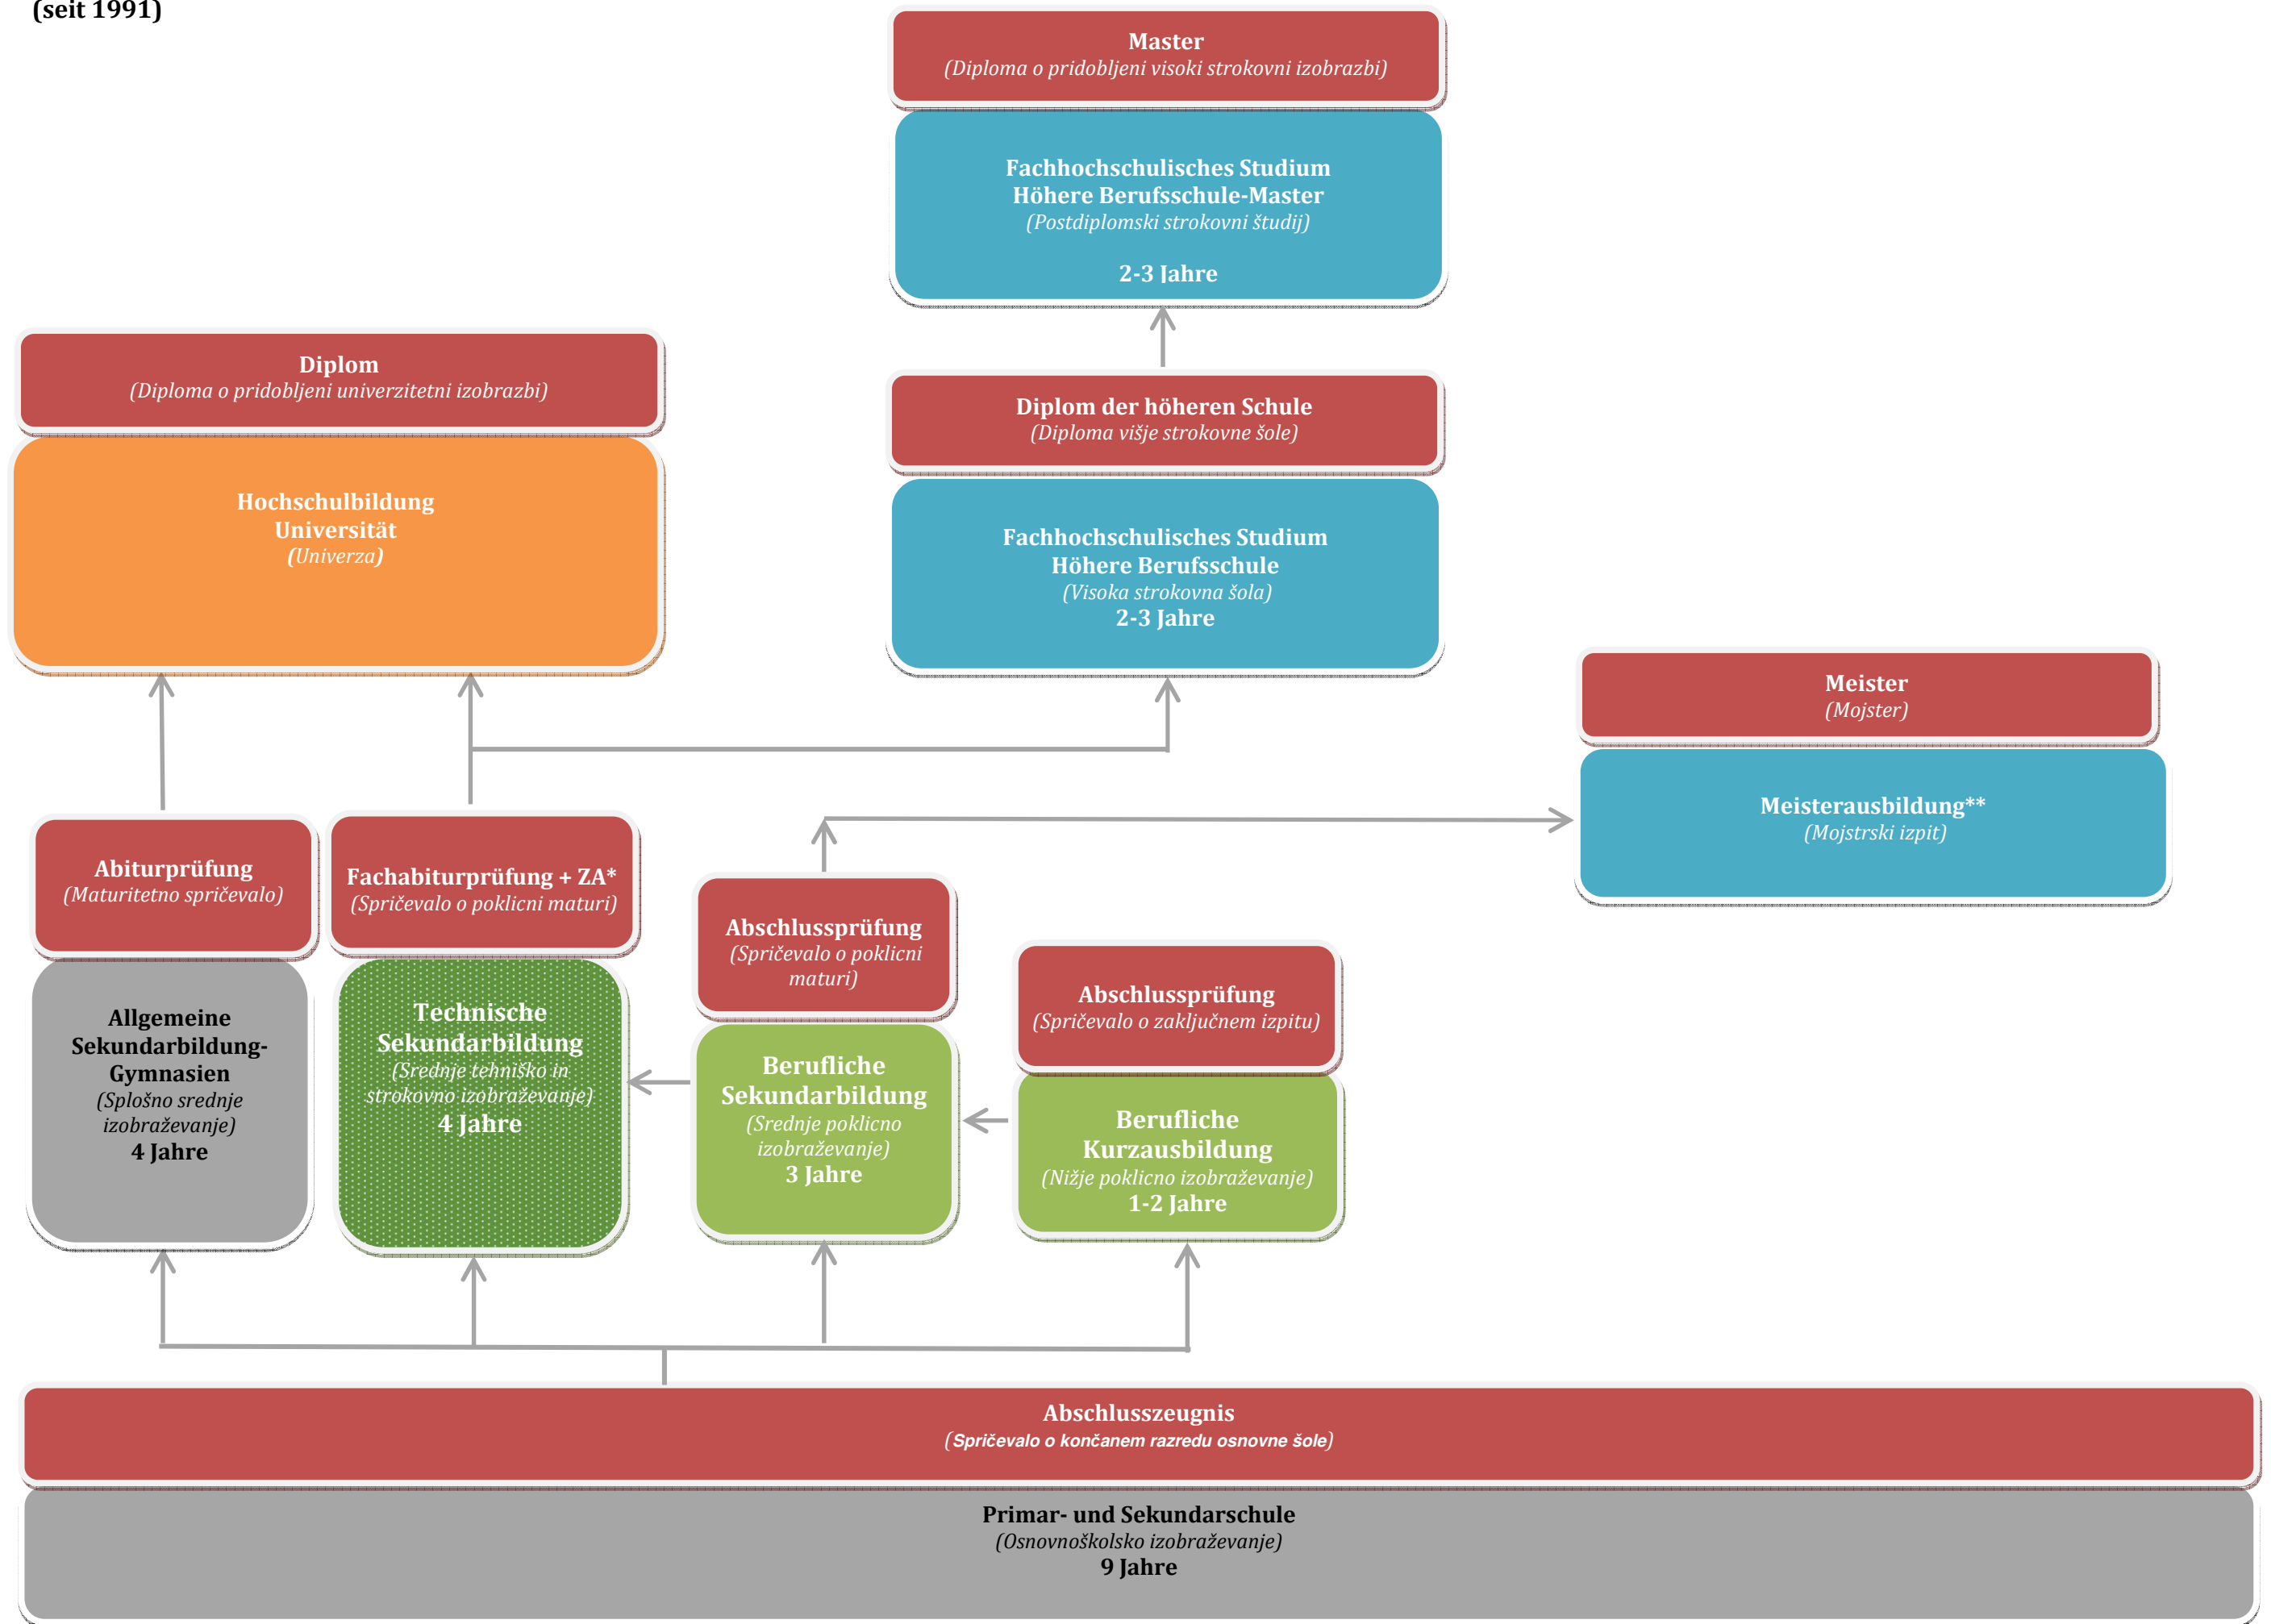 (seit 1991)
Master
(Diploma o pridobljeni visoki strokovni izobrazbi)
Fachhochschulisches Studium
Höhere Berufsschule-Master
(Postdiplomski strokovni študij)
2-3 Jahre
Diplom
(Diploma o pridobljeni univerzitetni izobrazbi)
Hochschulbildung
Universität
(Univerza)
Diplom der höheren Schule
(Diploma višje strokovne šole)
Fachhochschulisches Studium
Höhere Berufsschule
(Visoka strokovna šola)
2-3 Jahre
Meister
(Mojster)
Meisterausbildung**
(Mojstrski izpit)
Abiturprüfung
(Maturitetno spričevalo)
Allgemeine
Sekundarbildung-
Gymnasien
(Splošno srednje
izobraževanje)
4 Jahre
Fachabiturprüfung + ZA*
(Spričevalo o poklicni maturi)
Technische
Sekundarbildung
(Srednje tehniško in
strokovno izobraževanje)
4 Jahre
Abschlussprüfung
(Spričevalo o poklicni
maturi)
Berufliche
Sekundarbildung
(Srednje poklicno
izobraževanje)
3 Jahre
Abschlussprüfung
(Spričevalo o zaključnem izpitu)
Berufliche
Kurzausbildung
(Nižje poklicno izobraževanje)
1-2 Jahre
Abschlusszeugnis
(Spričevalo o končanem razredu osnovne šole)
Primar- und Sekundarschule
(Osnovnoškolsko izobraževanje)
9 Jahre